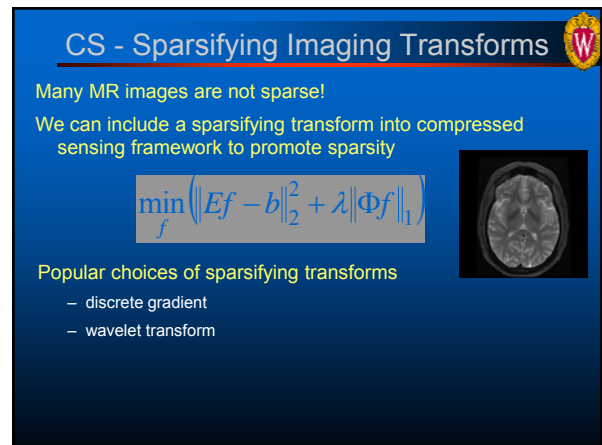 CS - Sparsifying Imaging Transforms
W
Many MR images are not sparse!
We can include a sparsifying transform into compressed
sensing framework to promote sparsity
min_f (‖Ef − b‖₂² + λ‖Φf‖₁)
Popular choices of sparsifying transforms
– discrete gradient
– wavelet transform